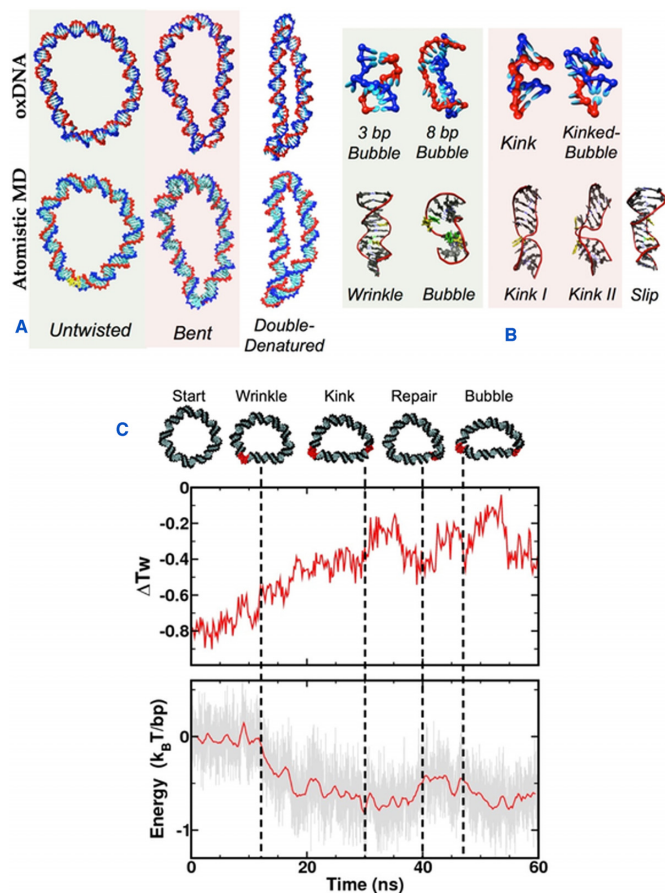 oxDNA
Atomistic MD
A
Untwisted
Bent
Double-
Denatured
3 bp
Bubble
8 bp
Bubble
Kink
Kinked-
Bubble
Wrinkle
Bubble
Kink I
Kink II
Slip
B
C
Start
Wrinkle
Kink
Repair
Bubble
0
-0.2
-0.4
-0.6
-0.8
ΔTw
0
-1
Energy (kBT/bp)
0
20
40
60
Time (ns)